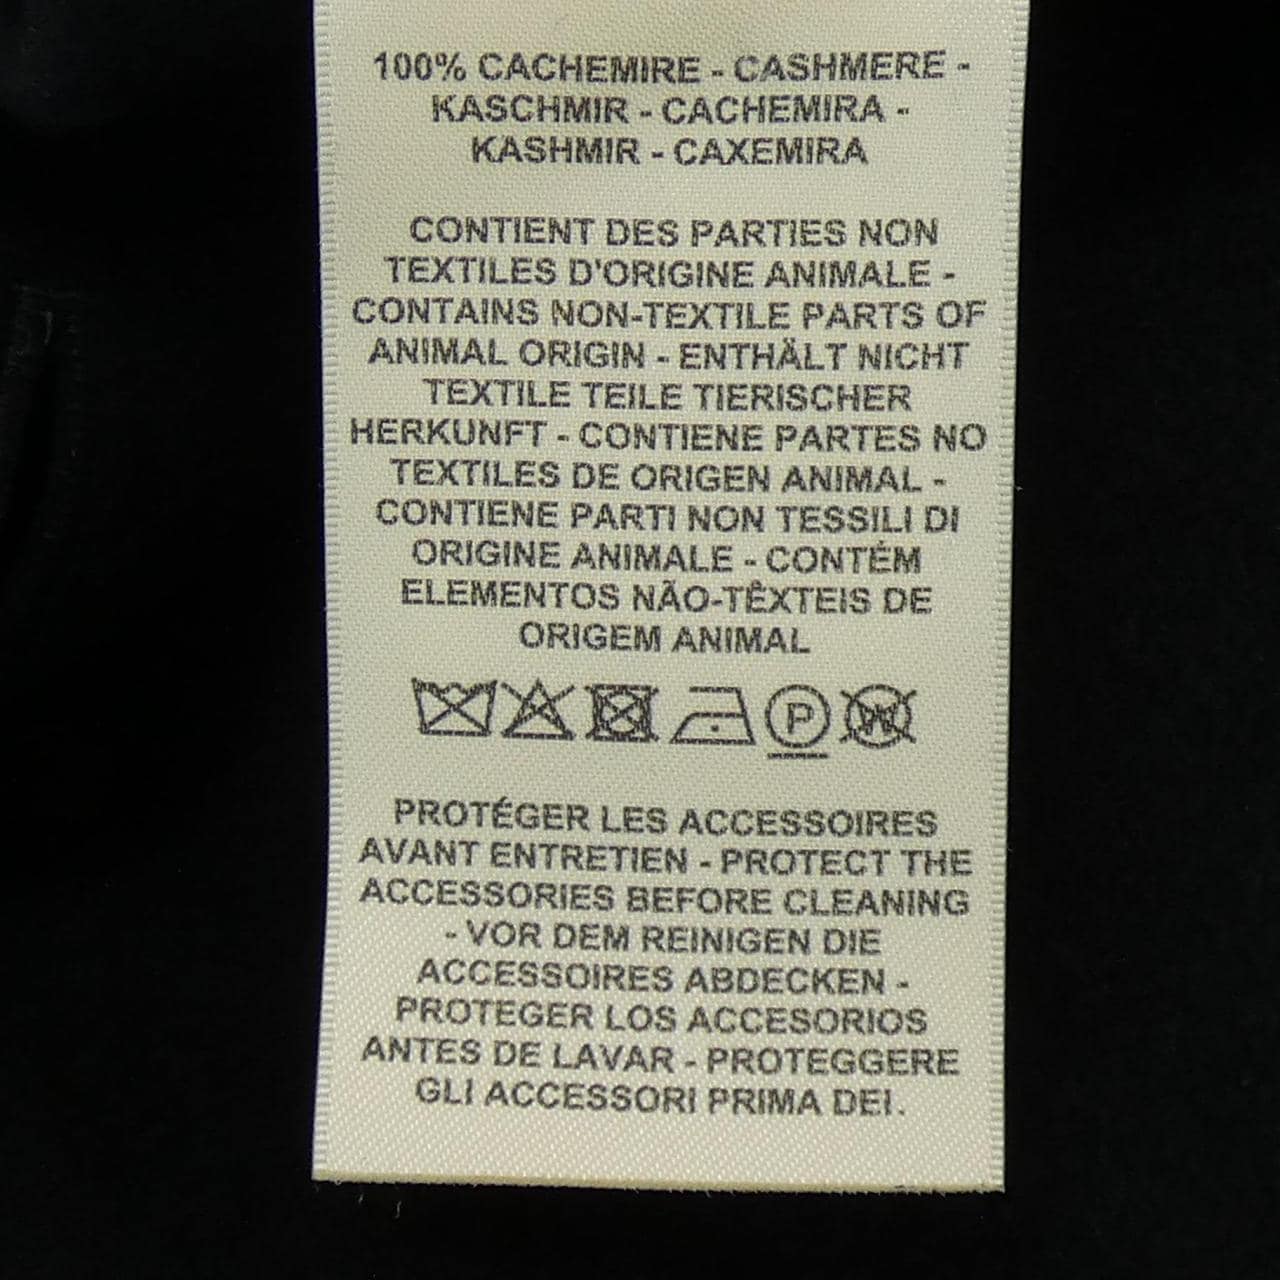 100% CACHEMIRE - CASHMERE -
KASCHMIR - CACHEMIRA -
KASHMIR - CAXEMIRA
CONTIENT DES PARTIES NON
TEXTILES D'ORIGINE ANIMALE -
CONTAINS NON-TEXTILE PARTS OF
ANIMAL ORIGIN - ENTHÄLT NICHT
TEXTILE TEILE TIERISCHER
HERKUNFT - CONTIENE PARTES NO
TEXTILES DE ORIGEN ANIMAL -
CONTIENE PARTI NON TESSILI DI
ORIGINE ANIMALE - CONTÉM
ELEMENTOS NÃO-TÊXTEIS DE
ORIGEM ANIMAL
P W
PROTÉGER LES ACCESSOIRES
AVANT ENTRETIEN - PROTECT THE
ACCESSORIES BEFORE CLEANING
- VOR DEM REINIGEN DIE
ACCESSOIRES ABDECKEN -
PROTEGER LOS ACCESORIOS
ANTES DE LAVAR - PROTEGGERE
GLI ACCESSORI PRIMA DEI.